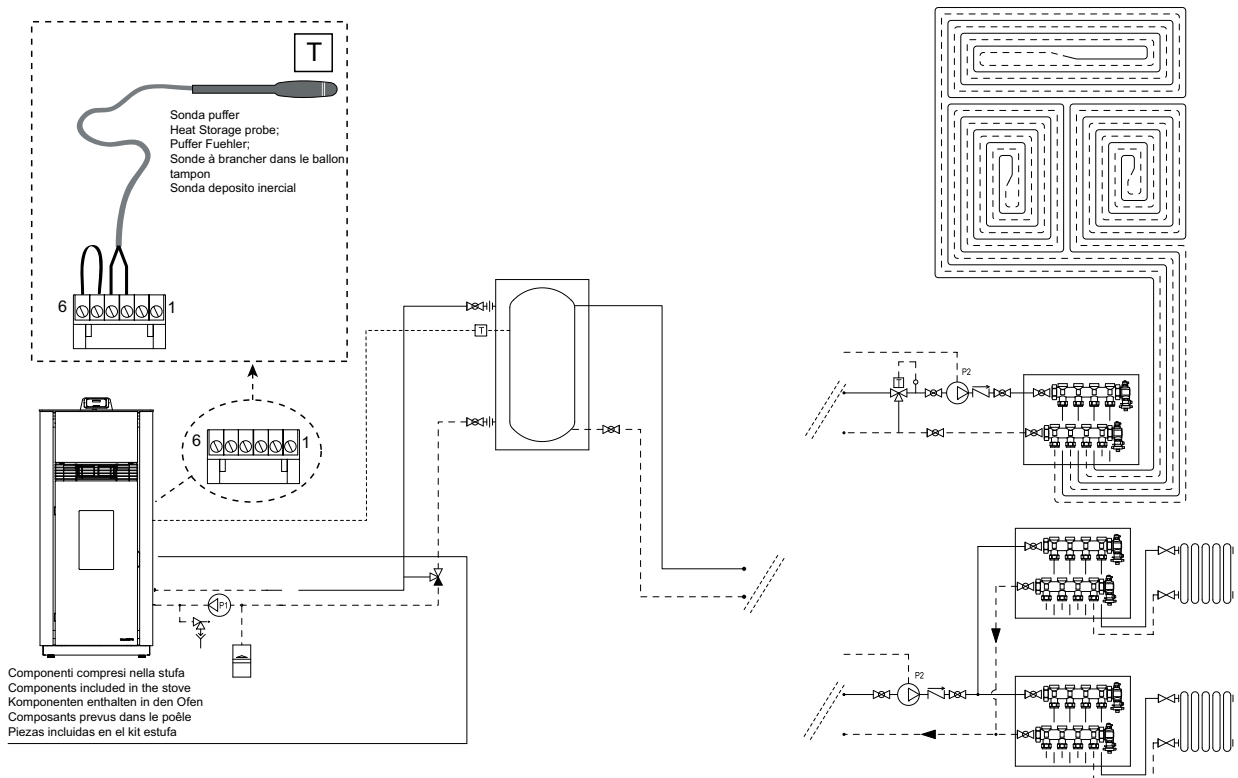 T
Sonda puffer
Heat Storage probe;
Puffer Fuehler;
Sonde à brancher dans le ballon
tampon
Sonda deposito inercial
6 1
6 1
T
P1
T
P2
P2
Componenti compresi nella stufa
Components included in the stove
Komponenten enthalten in den Ofen
Composants prevus dans le poêle
Piezas incluidas en el kit estufa